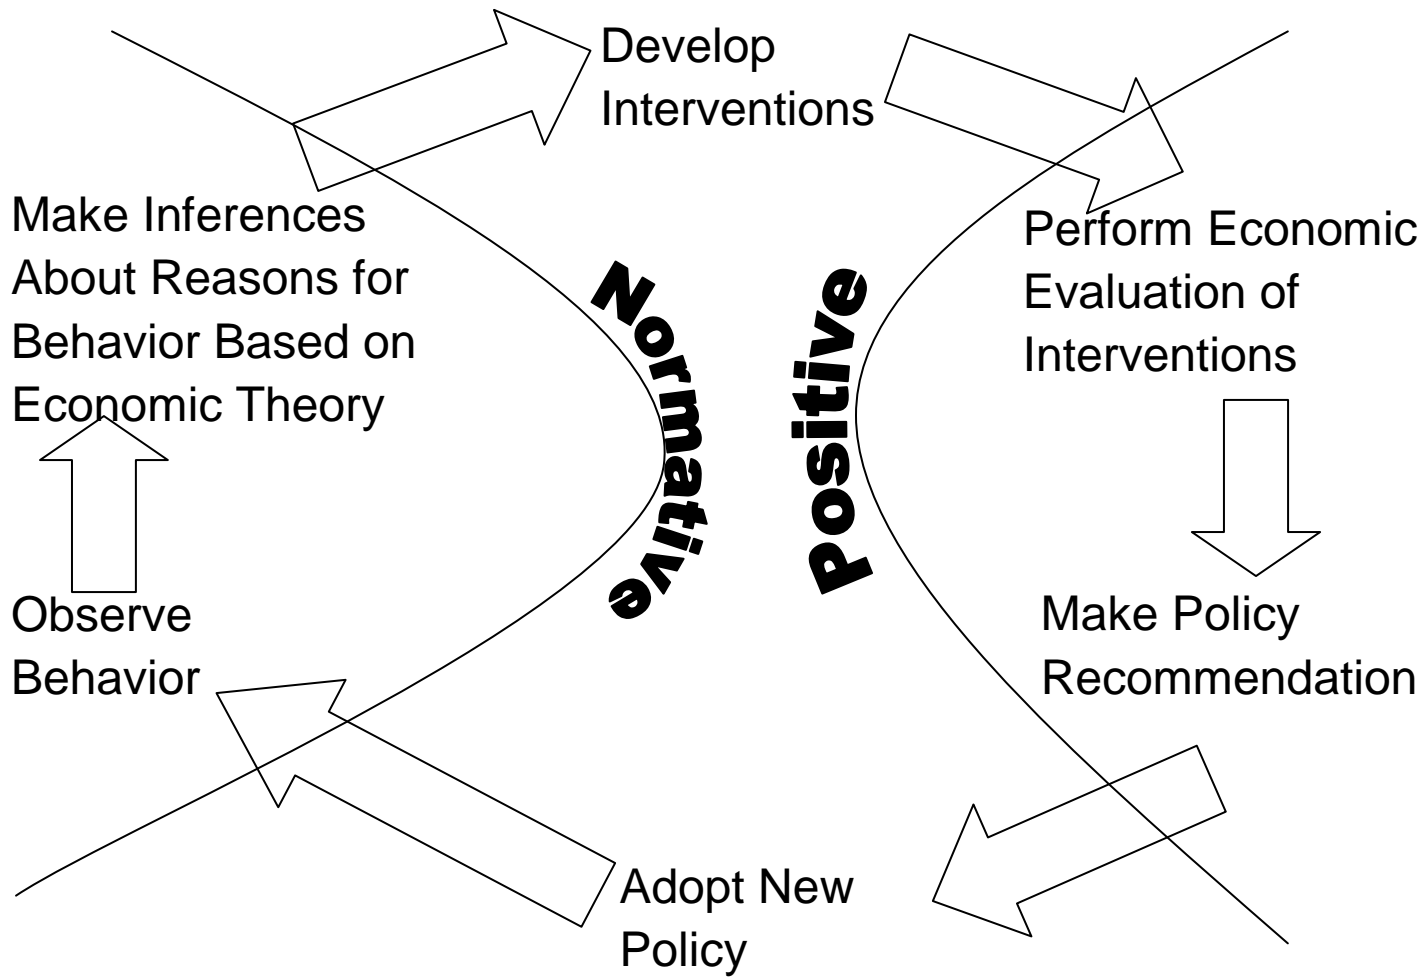 Develop
Interventions
Make Inferences
About Reasons for
Behavior Based on
Economic Theory
Normative
Positive
Perform Economic
Evaluation of
Interventions
Observe
Behavior
Make Policy
Recommendation
Adopt New
Policy